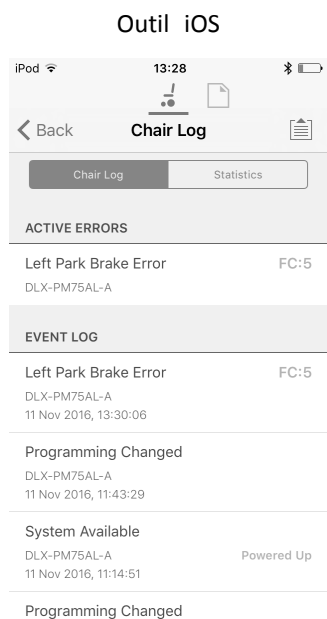 Outil iOS
iPod 13:28
Back Chair Log
Chair Log Statistics
ACTIVE ERRORS
Left Park Brake Error FC:5
DLX-PM75AL-A
EVENT LOG
Left Park Brake Error FC:5
DLX-PM75AL-A
11 Nov 2016, 13:30:06
Programming Changed
DLX-PM75AL-A
11 Nov 2016, 11:43:29
System Available
DLX-PM75AL-A Powered Up
11 Nov 2016, 11:14:51
Programming Changed